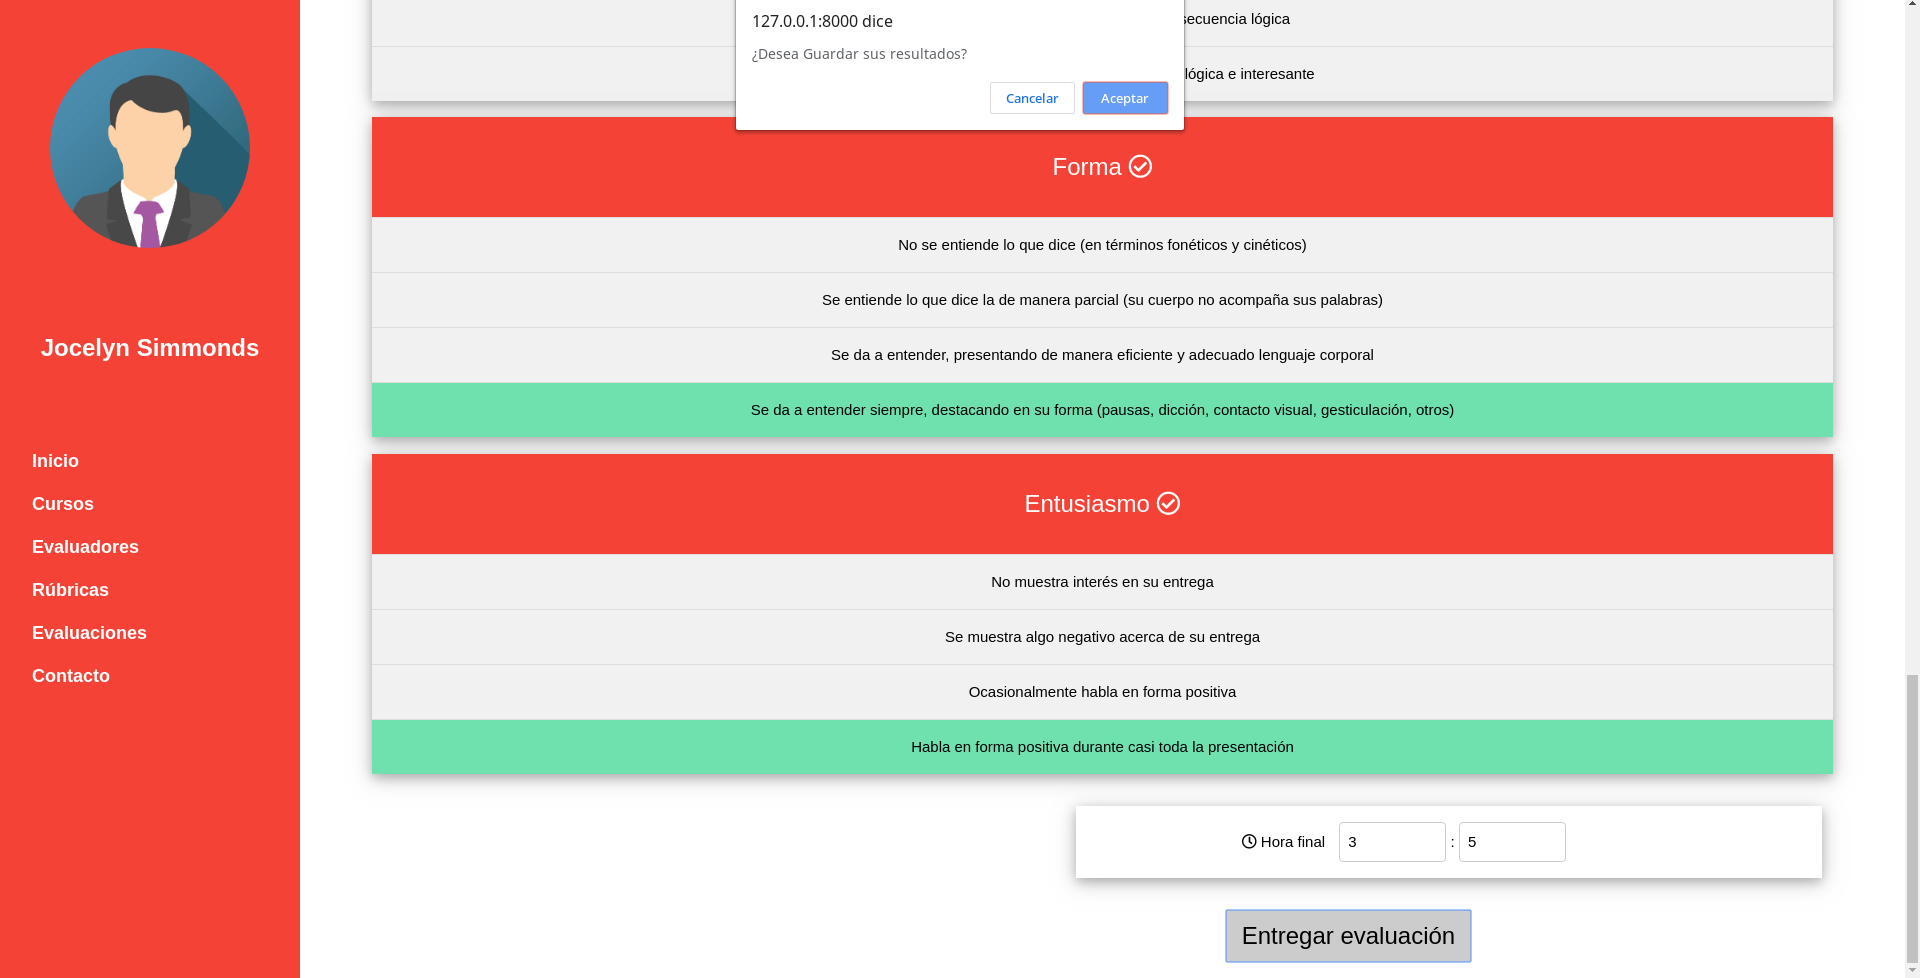 127.0.0.1:8000 dice
¿Desea Guardar sus resultados?
Cancelar
Aceptar
Jocelyn Simmonds
Inicio
Cursos
Evaluadores
Rúbricas
Evaluaciones
Contacto
lógica
lógica e interesante
Forma
No se entiende lo que dice (en términos fonéticos y cinéticos)
Se entiende lo que dice la de manera parcial (su cuerpo no acompaña sus palabras)
Se da a entender, presentando de manera eficiente y adecuado lenguaje corporal
Se da a entender siempre, destacando en su forma (pausas, dicción, contacto visual, gesticulación, otros)
Entusiasmo
No muestra interés en su entrega
Se muestra algo negativo acerca de su entrega
Ocasionalmente habla en forma positiva
Habla en forma positiva durante casi toda la presentación
Hora final 3 : 5
Entregar evaluación